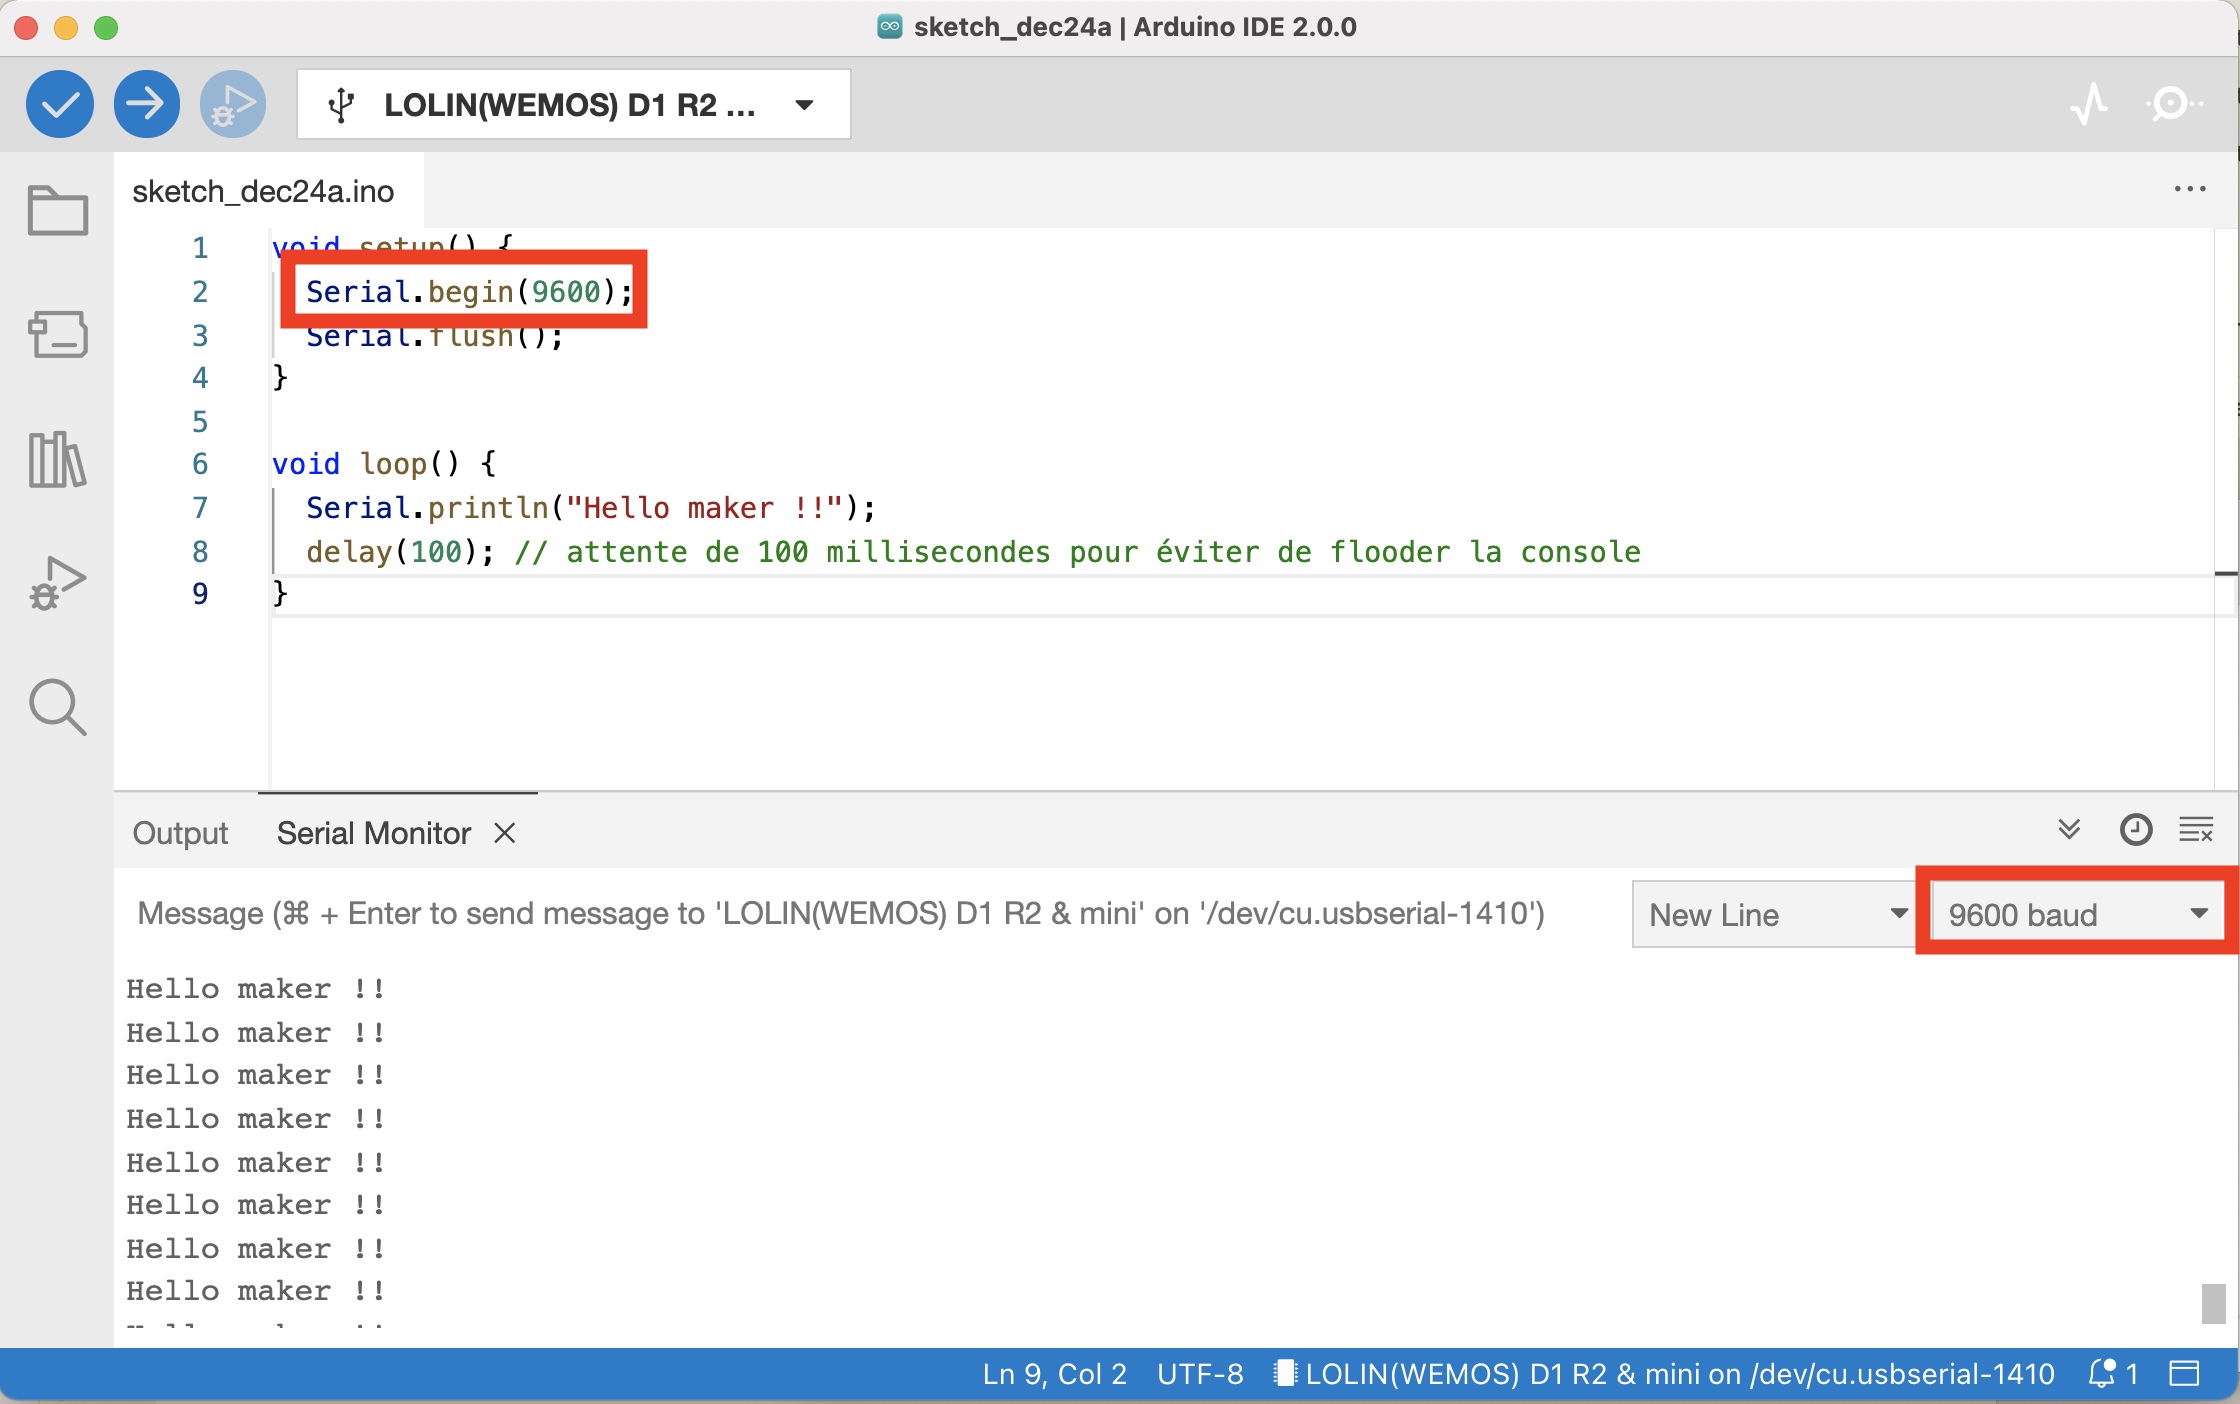 sketch_dec24a | Arduino IDE 2.0.0
LOLIN(WEMOS) D1 R2 ...
sketch_dec24a.ino
1 void setup() {
2 Serial.begin(9600);
3 Serial.flush();
4 }
5
6 void loop() {
7 Serial.println("Hello maker !!");
8 delay(100); // attente de 100 millisecondes pour éviter de flooder la console
9 }
Output Serial Monitor
Message (⌘ + Enter to send message to 'LOLIN(WEMOS) D1 R2 & mini' on '/dev/cu.usbserial-1410') New Line 9600 baud
Hello maker !!
Hello maker !!
Hello maker !!
Hello maker !!
Hello maker !!
Hello maker !!
Hello maker !!
Hello maker !!
Ln 9, Col 2 UTF-8 LOLIN(WEMOS) D1 R2 & mini on /dev/cu.usbserial-1410 1